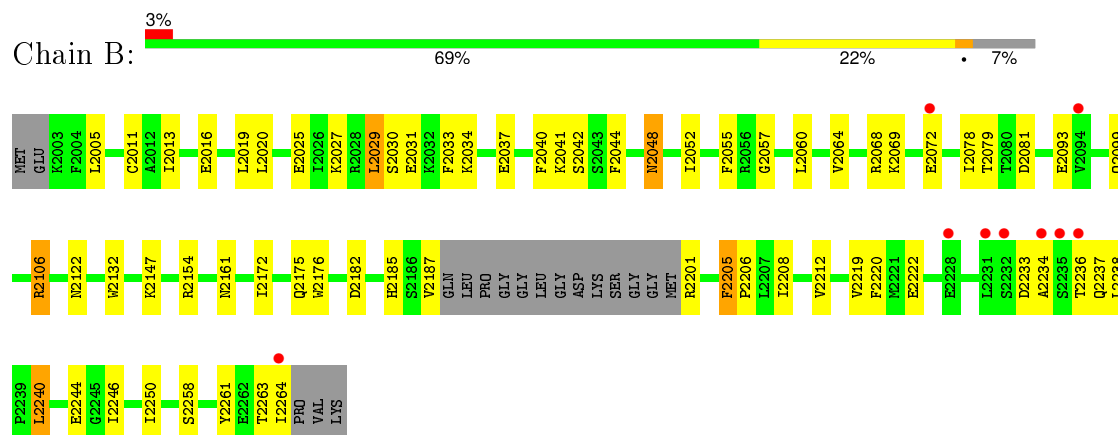 3%
Chain B:
69% 22% • 7%
MET GLU K2003 F2004 L2005 C2011 A2012 I2013 E2016 L2019 L2020 E2025 I2026 K2027 R2028 L2029 S2030 E2031 K2032 F2033 K2034 E2037 F2040 K2041 S2042 S2043 F2044 N2048 I2052 F2055 R2056 G2057 L2060 V2064 R2068 K2069 E2072 I2078 T2079 T2080 D2081 E2093 V2094
R2106 N2122 W2132 K2147 R2154 N2161 I2172 Q2175 W2176 D2182 H2185 S2186 V2187 GLN LEU PRO GLY GLY LEU GLY ASP LYS SER GLY GLY MET R2201 F2205 P2206 L2207 I2208 V2212 V2219 F2220 M2221 E2222 E2228 L2231 S2232 D2233 A2234 S2235 T2236 Q2237 L2238
P2239 L2240 E2244 G2245 I2246 I2250 S2258 Y2261 E2262 T2263 I2264 PRO VAL LYS